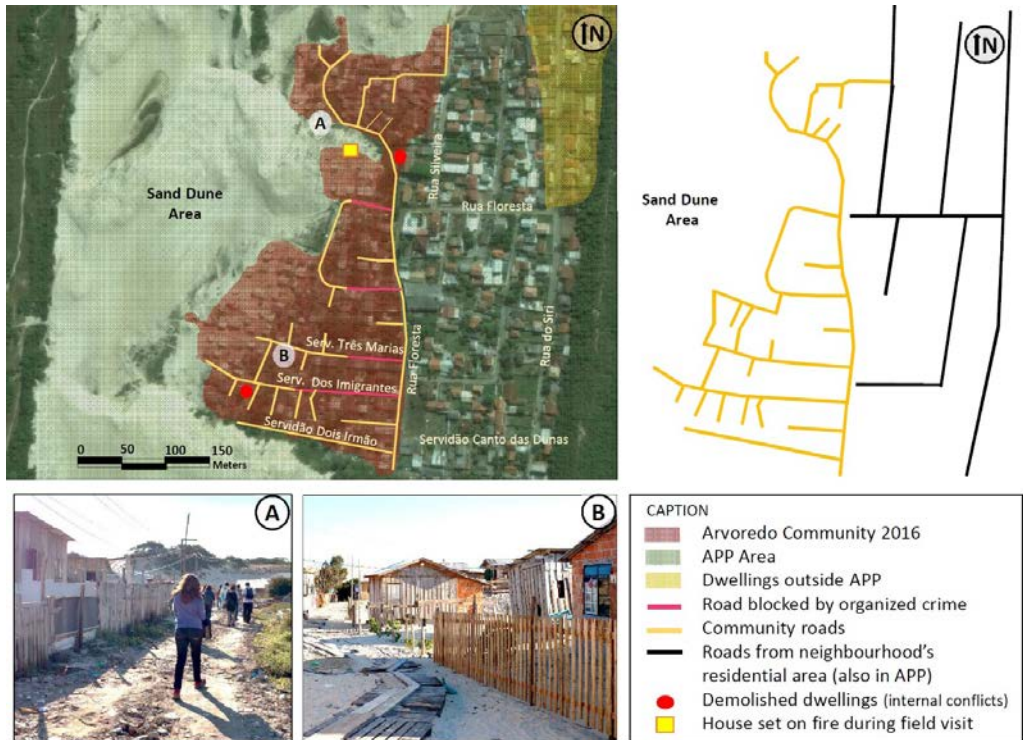 N
A
Sand Dune
Area
Rua Silveira
Rua Floresta
Rua do Siri
Serv. Três Marias
B
Rua Floresta
Serv. Dos Imigrantes
Servidão Dois Irmão
Servidão Canto das Dunas
0 50 100 150
Meters
N
Sand Dune
Area
A
B
CAPTION
Arvoredo Community 2016
APP Area
Dwellings outside APP
Road blocked by organized crime
Community roads
Roads from neighbourhood's
residential area (also in APP)
Demolished dwellings (internal conflicts)
House set on fire during field visit